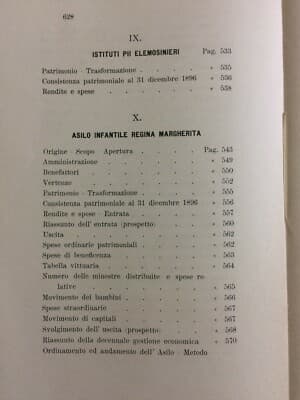 628
IX.
ISTITUTI PII ELEMOSINIERI Pag. 533
Patrimonio - Trasformazione . . . . . » 535
Consistenza patrimoniale al 31 dicembre 1896 » 536
Rendite e spese . . . . . . . » 538
X.
ASILO INFANTILE REGINA MARGHERITA
Origine - Scopo - Apertura . . . . Pag. 543
Amministrazione . . . . . . . » 549
Benefattori . . . . . . . . » 550
Vertenze . . . . . . . . » 552
Patrimonio - Trasformazione . . . . . » 555
Consistenza patrimoniale al 31 dicembre 1896 » 556
Rendite e spese - Entrata . . . . . » 557
Riassunto dell' entrata (prospetto) . . . » 560
Uscita . . . . . . . . . » 562
Spese ordinarie patrimoniali . . . . » 562
Spese di beneficenza . . . . . . » 563
Tabella vittuaria . . . . . . . » 564
Numero delle minestre distribuite e spese re-
lative . . . . . . . . » 565
Movimento dei bambini . . . . . » 566
Spese straordinarie . . . . . . » 567
Movimento di capitali . . . . . . » 567
Svolgimento dell' uscita (prospetto) . . . » 568
Riassunto della decennale gestione economica » 570
Ordinamento ed andamento dell' Asilo - Metodo